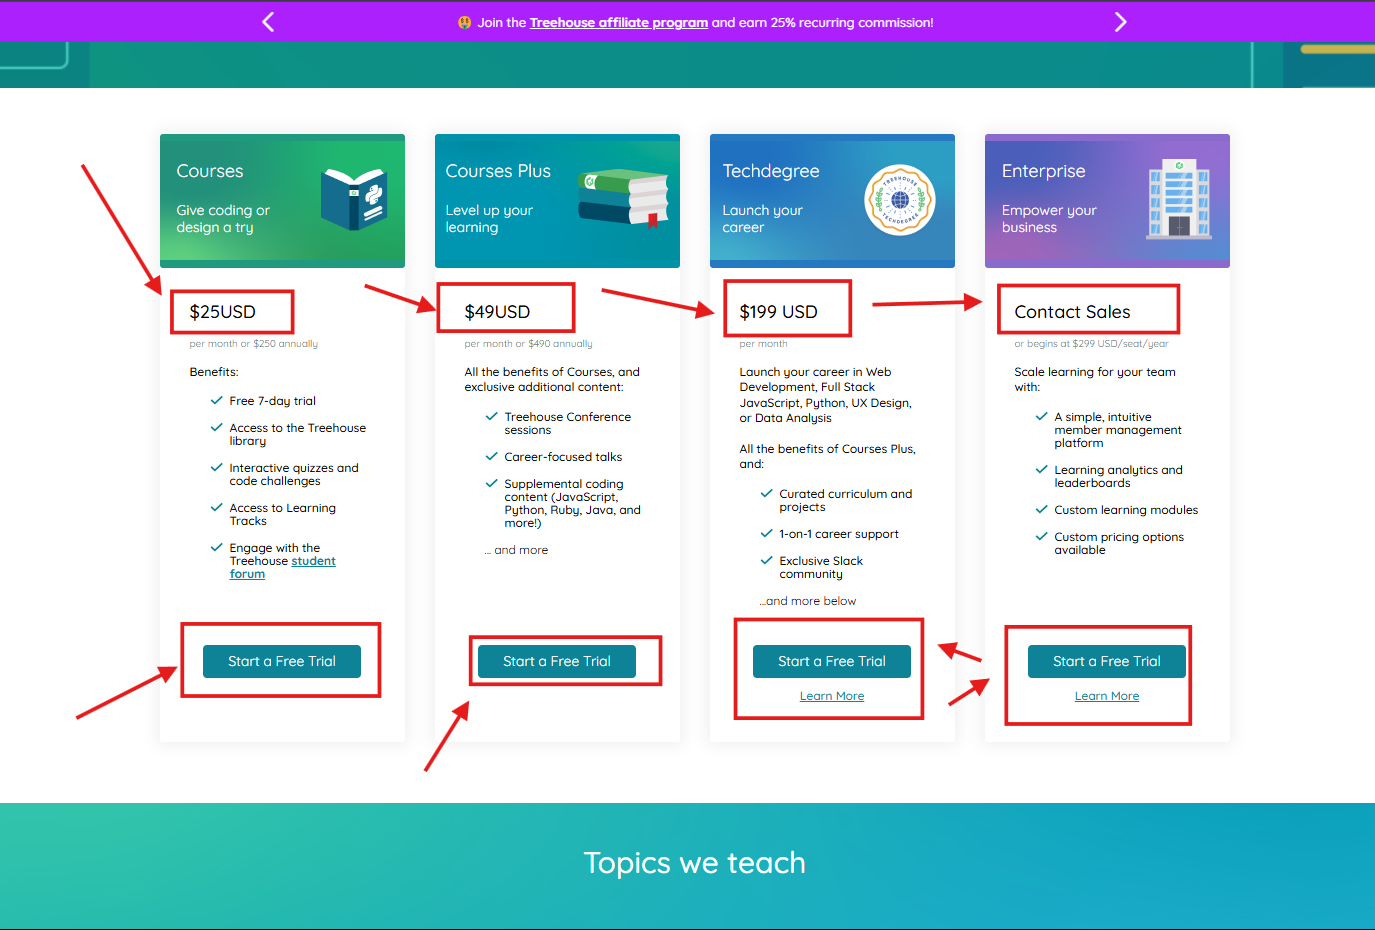 🤑 Join the Treehouse affiliate program and earn 25% recurring commission!
Courses
Give coding or
design a try
$25USD
per month or $250 annually
Benefits:
Free 7-day trial
Access to the Treehouse
library
Interactive quizzes and
code challenges
Access to Learning
Tracks
Engage with the
Treehouse student
forum
Start a Free Trial
Courses Plus
Level up your
learning
$49USD
per month or $490 annually
All the benefits of Courses, and
exclusive additional content:
Treehouse Conference
sessions
Career-focused talks
Supplemental coding
content (JavaScript,
Python, Ruby, Java, and
more!)
... and more
Start a Free Trial
Techdegree
Launch your
career
TREEHOUSE
TECHDEGREE
$199 USD
per month
Launch your career in Web
Development, Full Stack
JavaScript, Python, UX Design,
or Data Analysis
All the benefits of Courses Plus,
and:
Curated curriculum and
projects
1-on-1 career support
Exclusive Slack
community
...and more below
Start a Free Trial
Learn More
Enterprise
Empower your
business
Contact Sales
or begins at $299 USD/seat/year
Scale learning for your team
with:
A simple, intuitive
member management
platform
Learning analytics and
leaderboards
Custom learning modules
Custom pricing options
available
Start a Free Trial
Learn More
Topics we teach